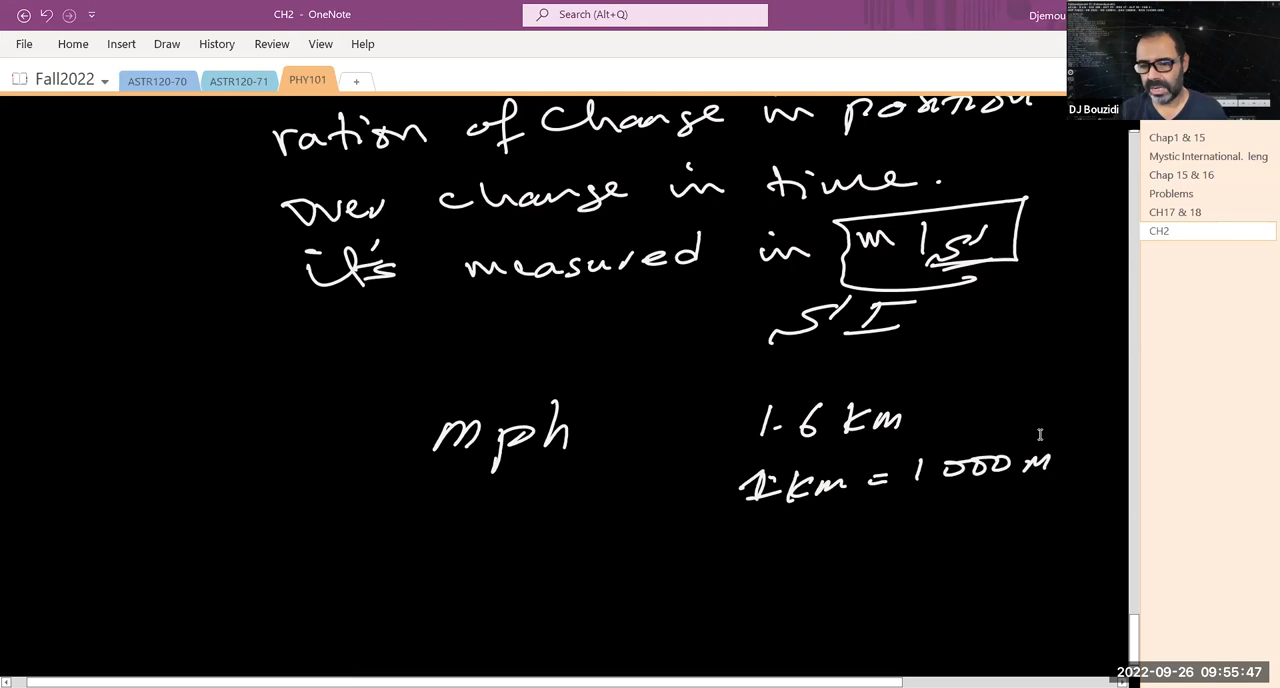 CH2 - OneNote
Search (Alt+Q)
Djemou
File Home Insert Draw History Review View Help
Fall2022 ASTR120-70 ASTR120-71 PHY101 +
DJ Bouzidi
Chap1 & 15
Mystic International. leng
Chap 15 & 16
Problems
CH17 & 18
CH2
ration of change in position
over change in time.
it's measured in m/s
SI
mph 1.6 km
1 km = 1000 m
2022-09-26 09:55:47